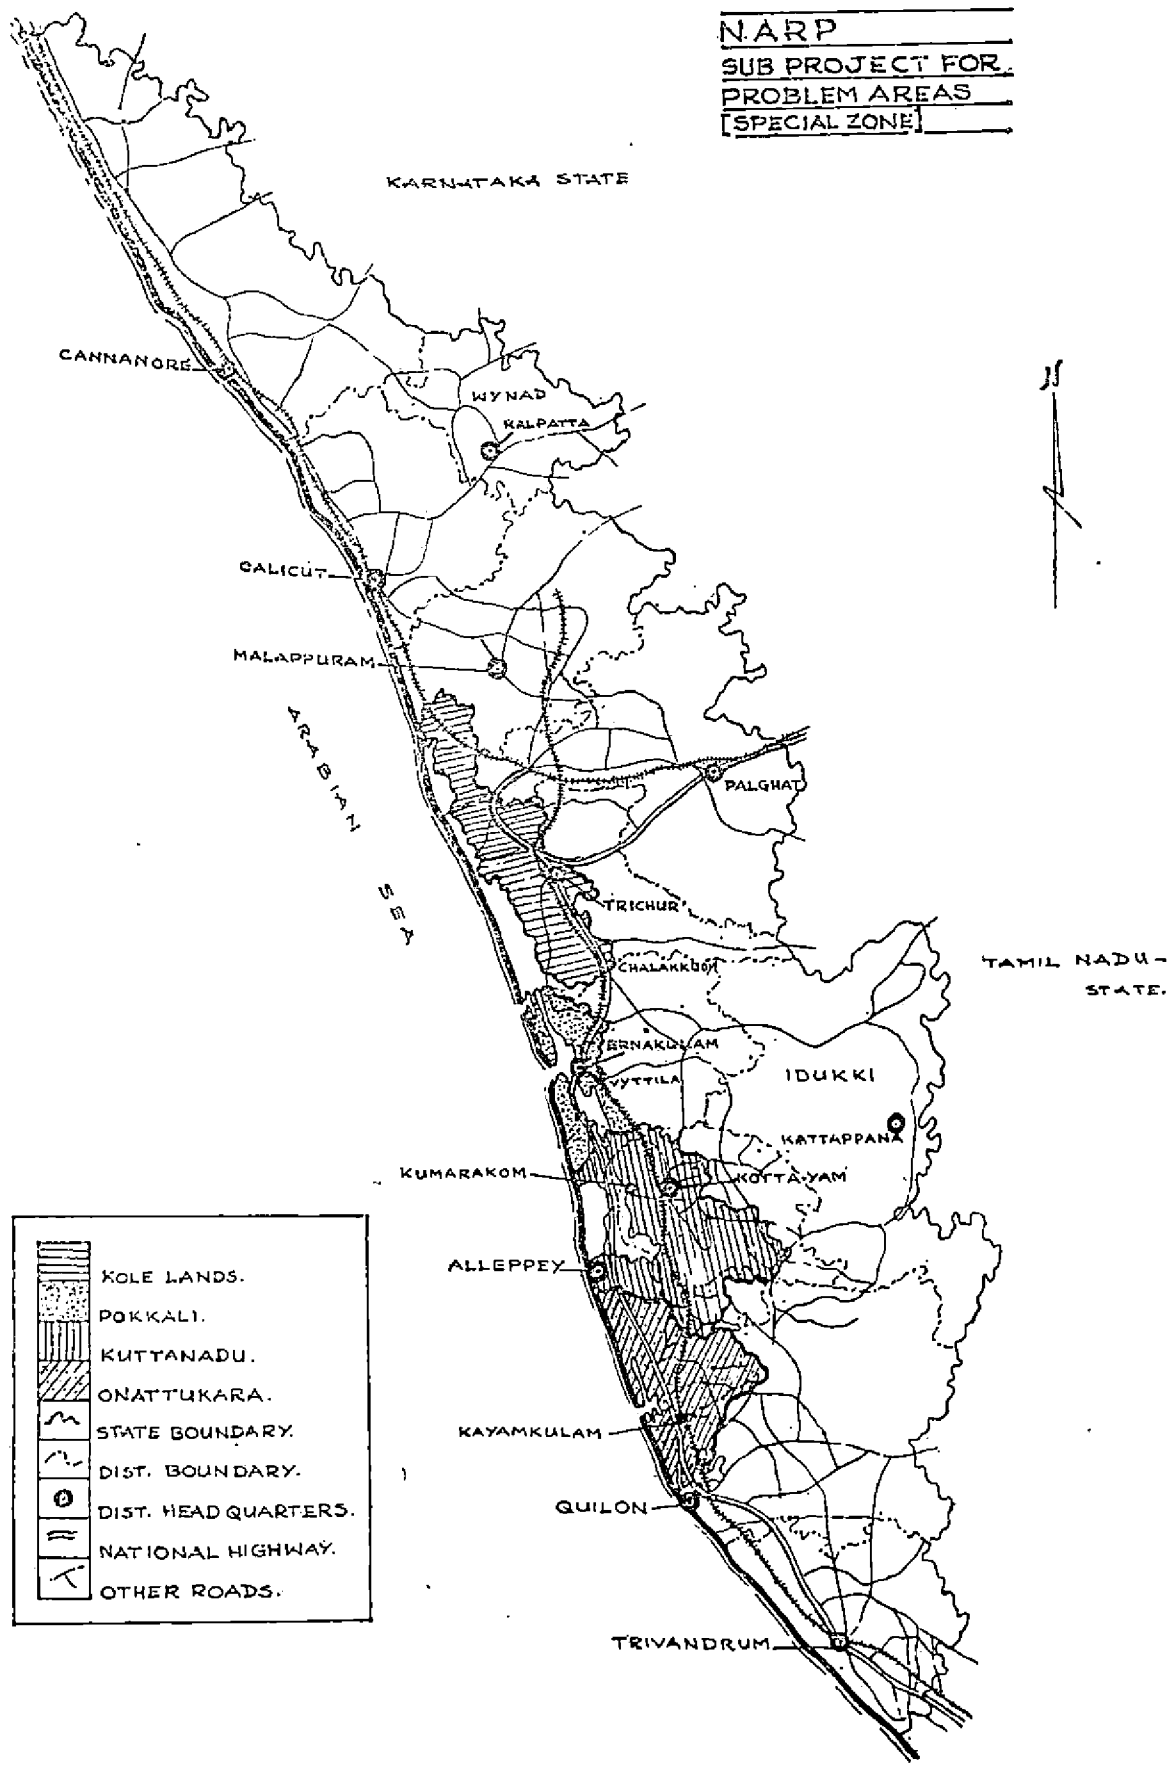 NARP
SUB PROJECT FOR
PROBLEM AREAS
[SPECIAL ZONE]
KARNATAKA STATE
N
CANNANORE
WYNAD
KALPATTA
CALICUT
MALAPPURAM
ARABIAN SEA
PALGHAT
TRICHUR
CHALAKKUDY
TAMIL NADU-
STATE.
ERNAKULAM
VYTTILA
IDUKKI
KATTAPPANA
KUMARAKOM
KOTTAYAM
ALLEPPEY
KAYAMKULAM
QUILON
TRIVANDRUM
KOLE LANDS.
POKKALI.
KUTTANADU.
ONATTUKARA.
STATE BOUNDARY.
DIST. BOUNDARY.
DIST. HEAD QUARTERS.
NATIONAL HIGHWAY.
OTHER ROADS.